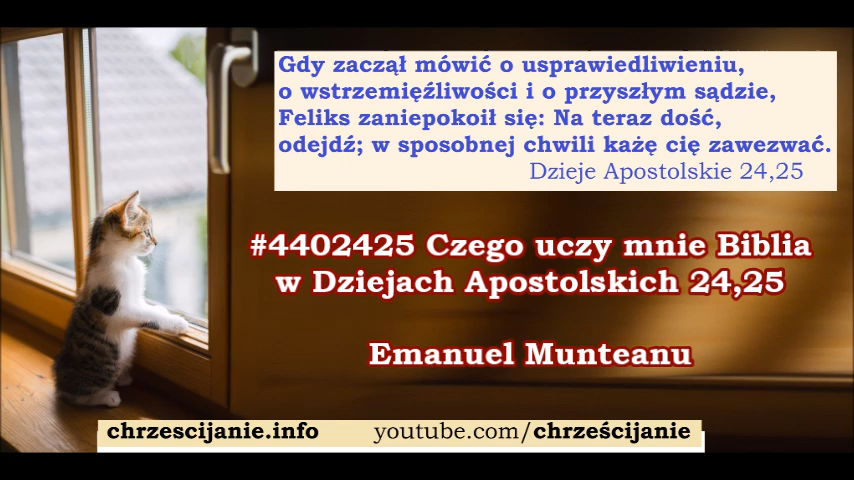 Gdy zaczął mówić o usprawiedliwieniu,
o wstrzemięźliwości i o przyszłym sądzie,
Feliks zaniepokoił się: Na teraz dość,
odejdź; w sposobnej chwili każę cię zawezwać.
Dzieje Apostolskie 24,25
#4402425 Czego uczy mnie Biblia
w Dziejach Apostolskich 24,25
Emanuel Munteanu
chrzescijanie.info youtube.com/chrześcijanie